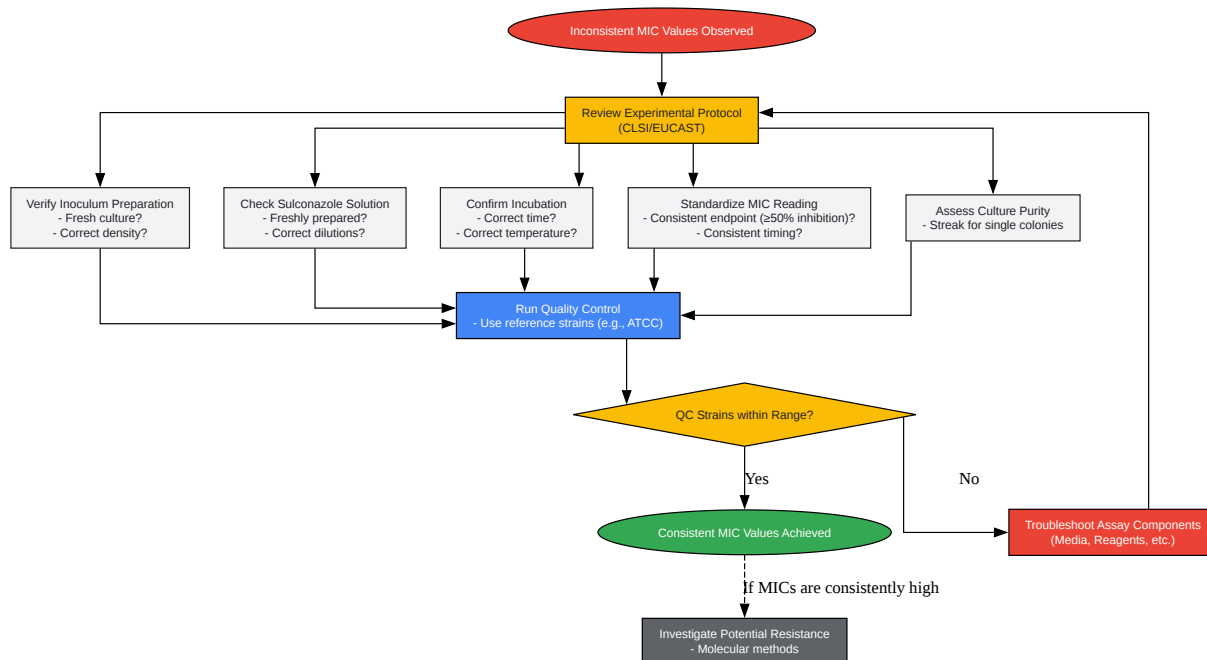 Inconsistent MIC Values Observed
Review Experimental Protocol
(CLSI/EUCAST)
Verify Inoculum Preparation
- Fresh culture?
- Correct density?
Check Sulconazole Solution
- Freshly prepared?
- Correct dilutions?
Confirm Incubation
- Correct time?
- Correct temperature?
Standardize MIC Reading
- Consistent endpoint (≥50% inhibition)?
- Consistent timing?
Assess Culture Purity
- Streak for single colonies
Run Quality Control
- Use reference strains (e.g., ATCC)
QC Strains within Range?
Yes
No
Consistent MIC Values Achieved
Troubleshoot Assay Components
(Media, Reagents, etc.)
If MICs are consistently high
Investigate Potential Resistance
- Molecular methods